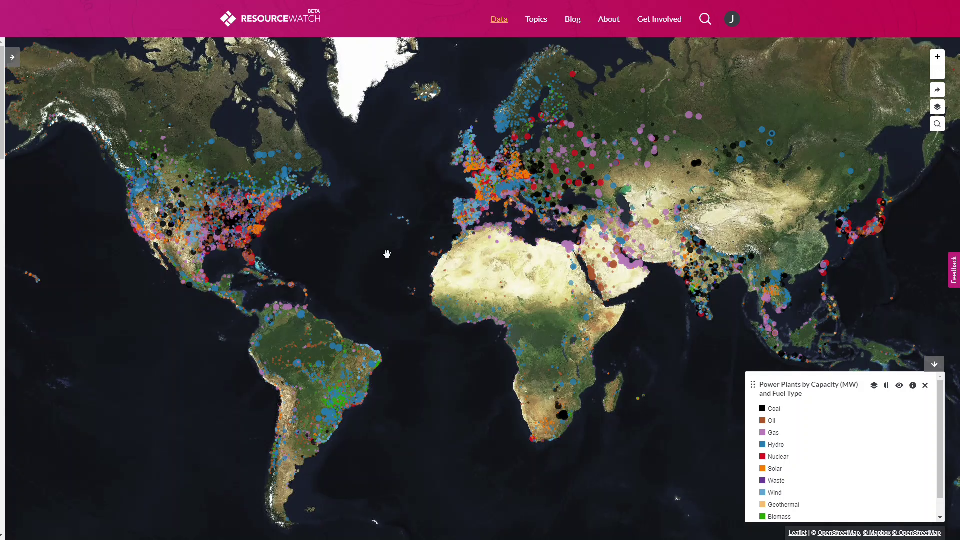 RESOURCEWATCH
BETA
Data
Topics
Blog
About
Get Involved
J
Feedback
Power Plants by Capacity (MW)
and Fuel Type
Coal
Oil
Gas
Hydro
Nuclear
Solar
Waste
Wind
Geothermal
Biomass
Leaflet | © OpenStreetMap, © Mapbox © OpenStreetMap